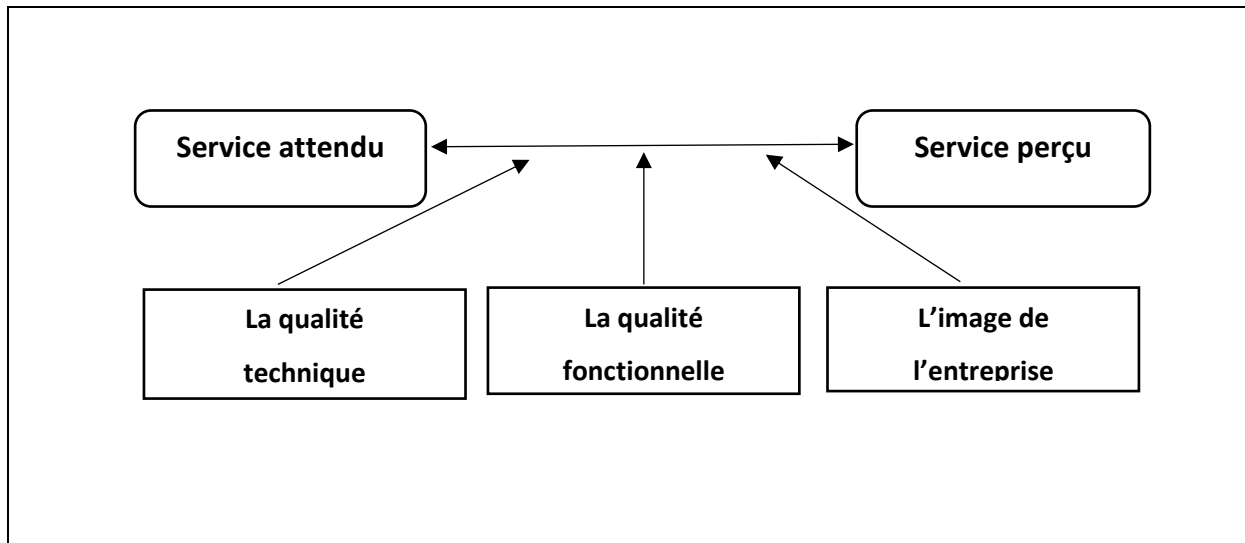 Service attendu
Service perçu
La qualité
technique
La qualité
fonctionnelle
L’image de
l’entreprise